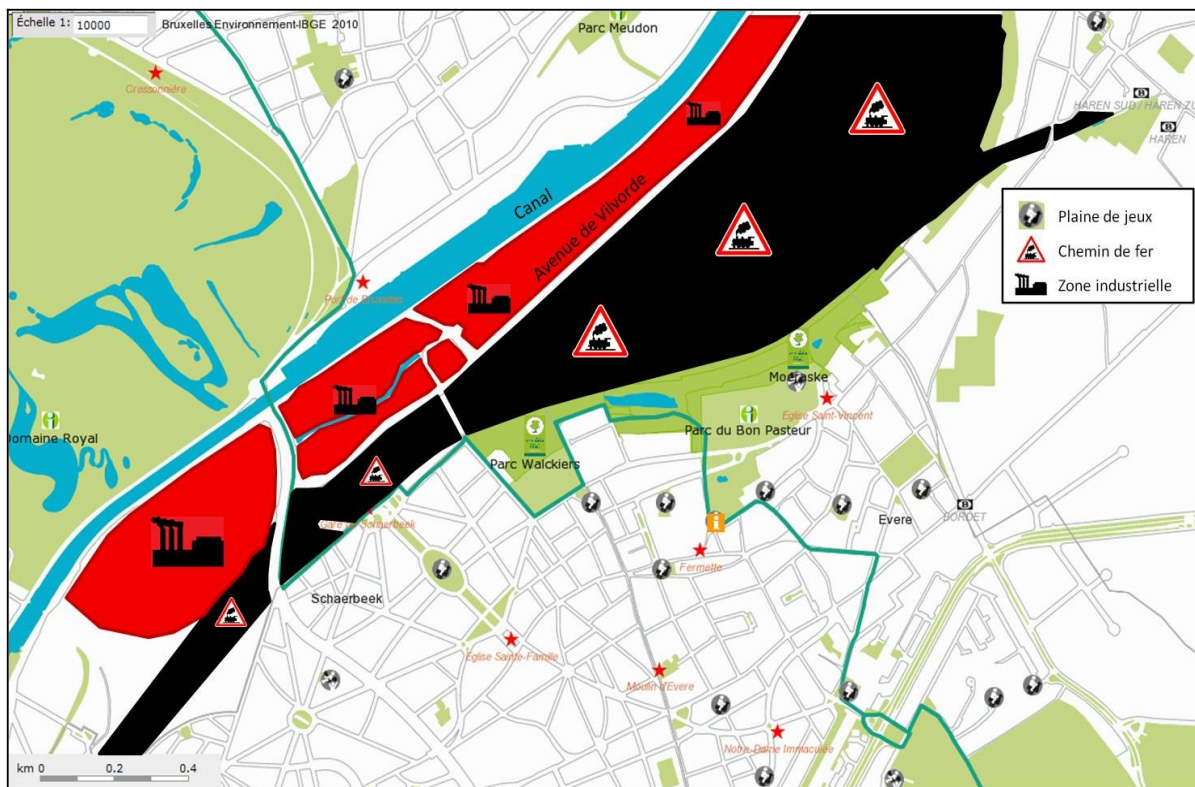 Échelle 1: 10000 Bruxelles Environnement-IBGE 2010
Parc Meudon
Cressonnière
HAREN SUD / HAREN ZU
HAREN
Canal
Avenue de Vilvorde
Plaine de jeux
Chemin de fer
Zone industrielle
Port de Bruxelles
Moeraske
Eglise Saint-Vincent
Domaine Royal
Parc du Bon Pasteur
Parc Walckiers
BORDET
Evere
Gare de Schaerbeek
Fermette
Schaerbeek
Eglise Sainte-Famille
Moulin d'Evere
Notre-Dame Immaculée
km 0 0.2 0.4